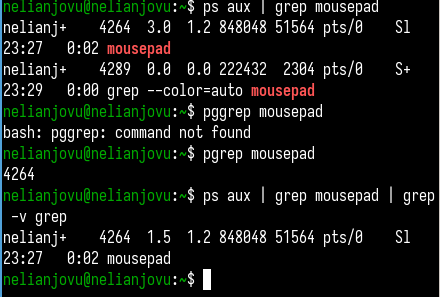 nelianjovu@nelianjovu:~$ ps aux | grep mousepad
nelianj+    4264  3.0  1.2 848048 51564 pts/0    Sl
23:27   0:02 mousepad
nelianj+    4289  0.0  0.0 222432  2304 pts/0    S+
23:29   0:00 grep --color=auto mousepad
nelianjovu@nelianjovu:~$ pggrep mousepad
bash: pggrep: command not found
nelianjovu@nelianjovu:~$ pgrep mousepad
4264
nelianjovu@nelianjovu:~$ ps aux | grep mousepad | grep
 -v grep
nelianj+    4264  1.5  1.2 848048 51564 pts/0    Sl
23:27   0:02 mousepad
nelianjovu@nelianjovu:~$